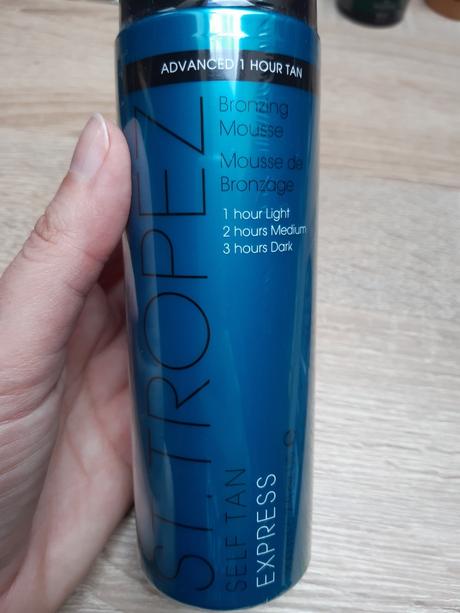 ADVANCED 1 HOUR TAN
Bronzing
Mousse
Mousse de
Bronzage
1 hour Light
2 hours Medium
3 hours Dark
ST.TROPEZ
SELF TAN
EXPRESS